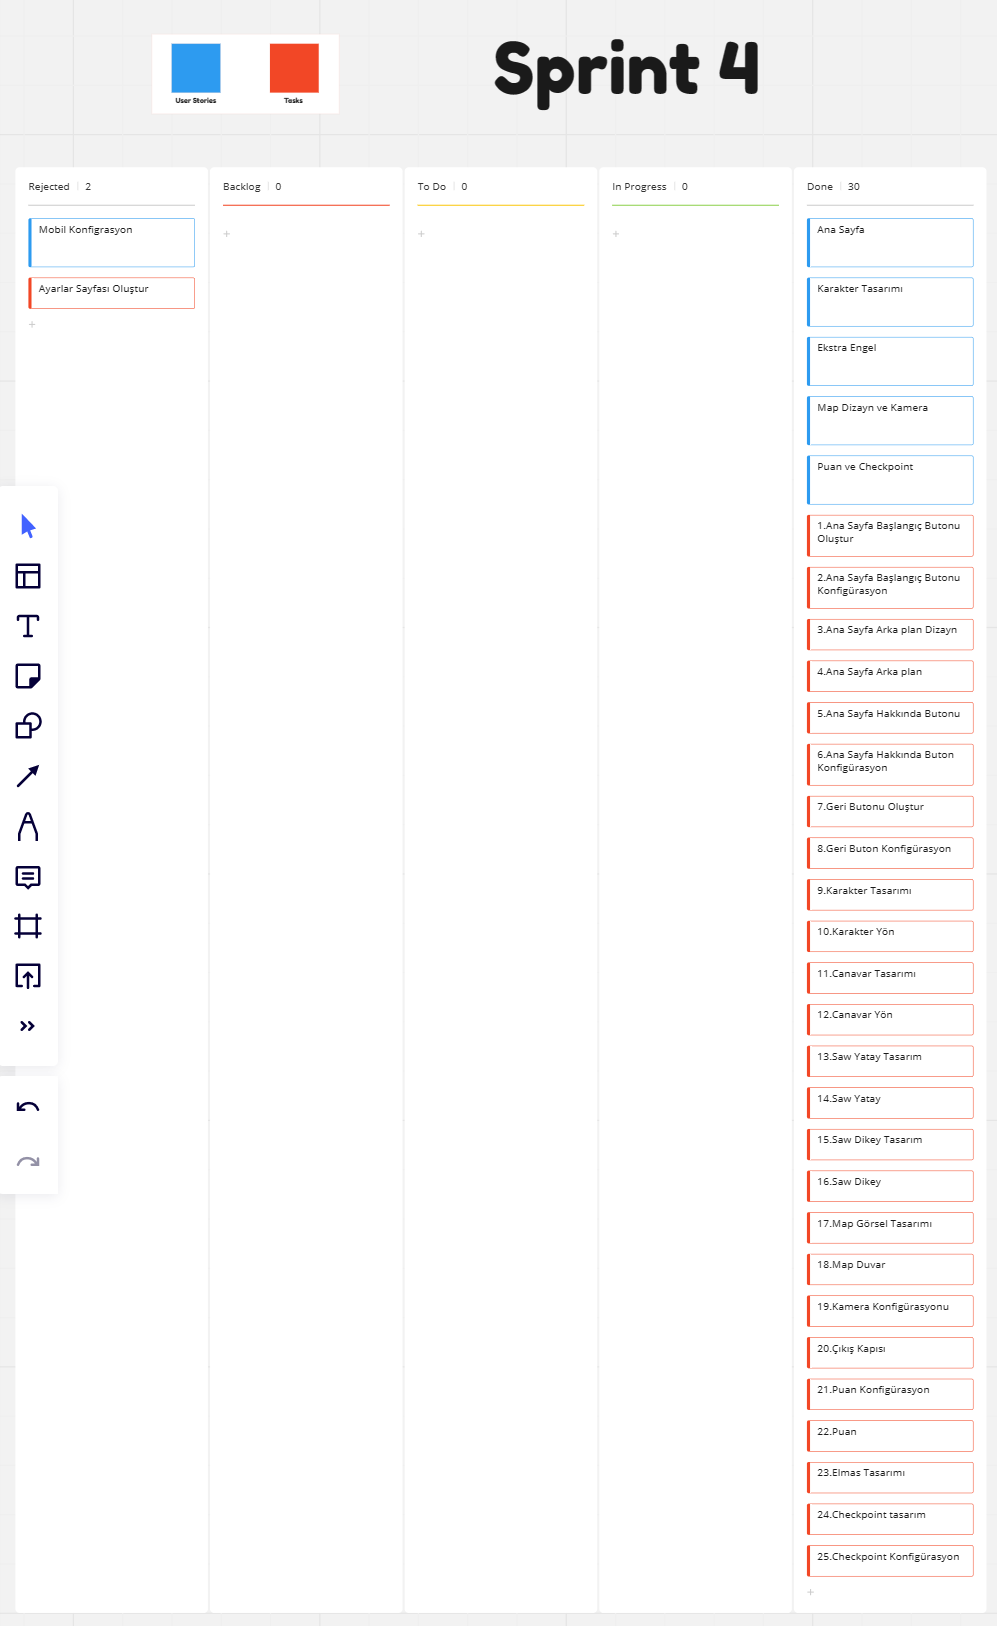 User Stories
Tasks
Sprint 4
Rejected 2
Mobil Konfigrasyon
Ayarlar Sayfası Oluştur
Backlog 0
To Do 0
In Progress 0
Done 30
Ana Sayfa
Karakter Tasarımı
Ekstra Engel
Map Dizayn ve Kamera
Puan ve Checkpoint
1.Ana Sayfa Başlangıç Butonu
Oluştur
2.Ana Sayfa Başlangıç Butonu
Konfigürasyon
3.Ana Sayfa Arka plan Dizayn
4.Ana Sayfa Arka plan
5.Ana Sayfa Hakkında Butonu
6.Ana Sayfa Hakkında Buton
Konfigürasyon
7.Geri Butonu Oluştur
8.Geri Buton Konfigürasyon
9.Karakter Tasarımı
10.Karakter Yön
11.Canavar Tasarımı
12.Canavar Yön
13.Saw Yatay Tasarım
14.Saw Yatay
15.Saw Dikey Tasarım
16.Saw Dikey
17.Map Görsel Tasarımı
18.Map Duvar
19.Kamera Konfigürasyonu
20.Çıkış Kapısı
21.Puan Konfigürasyon
22.Puan
23.Elmas Tasarımı
24.Checkpoint tasarım
25.Checkpoint Konfigürasyon